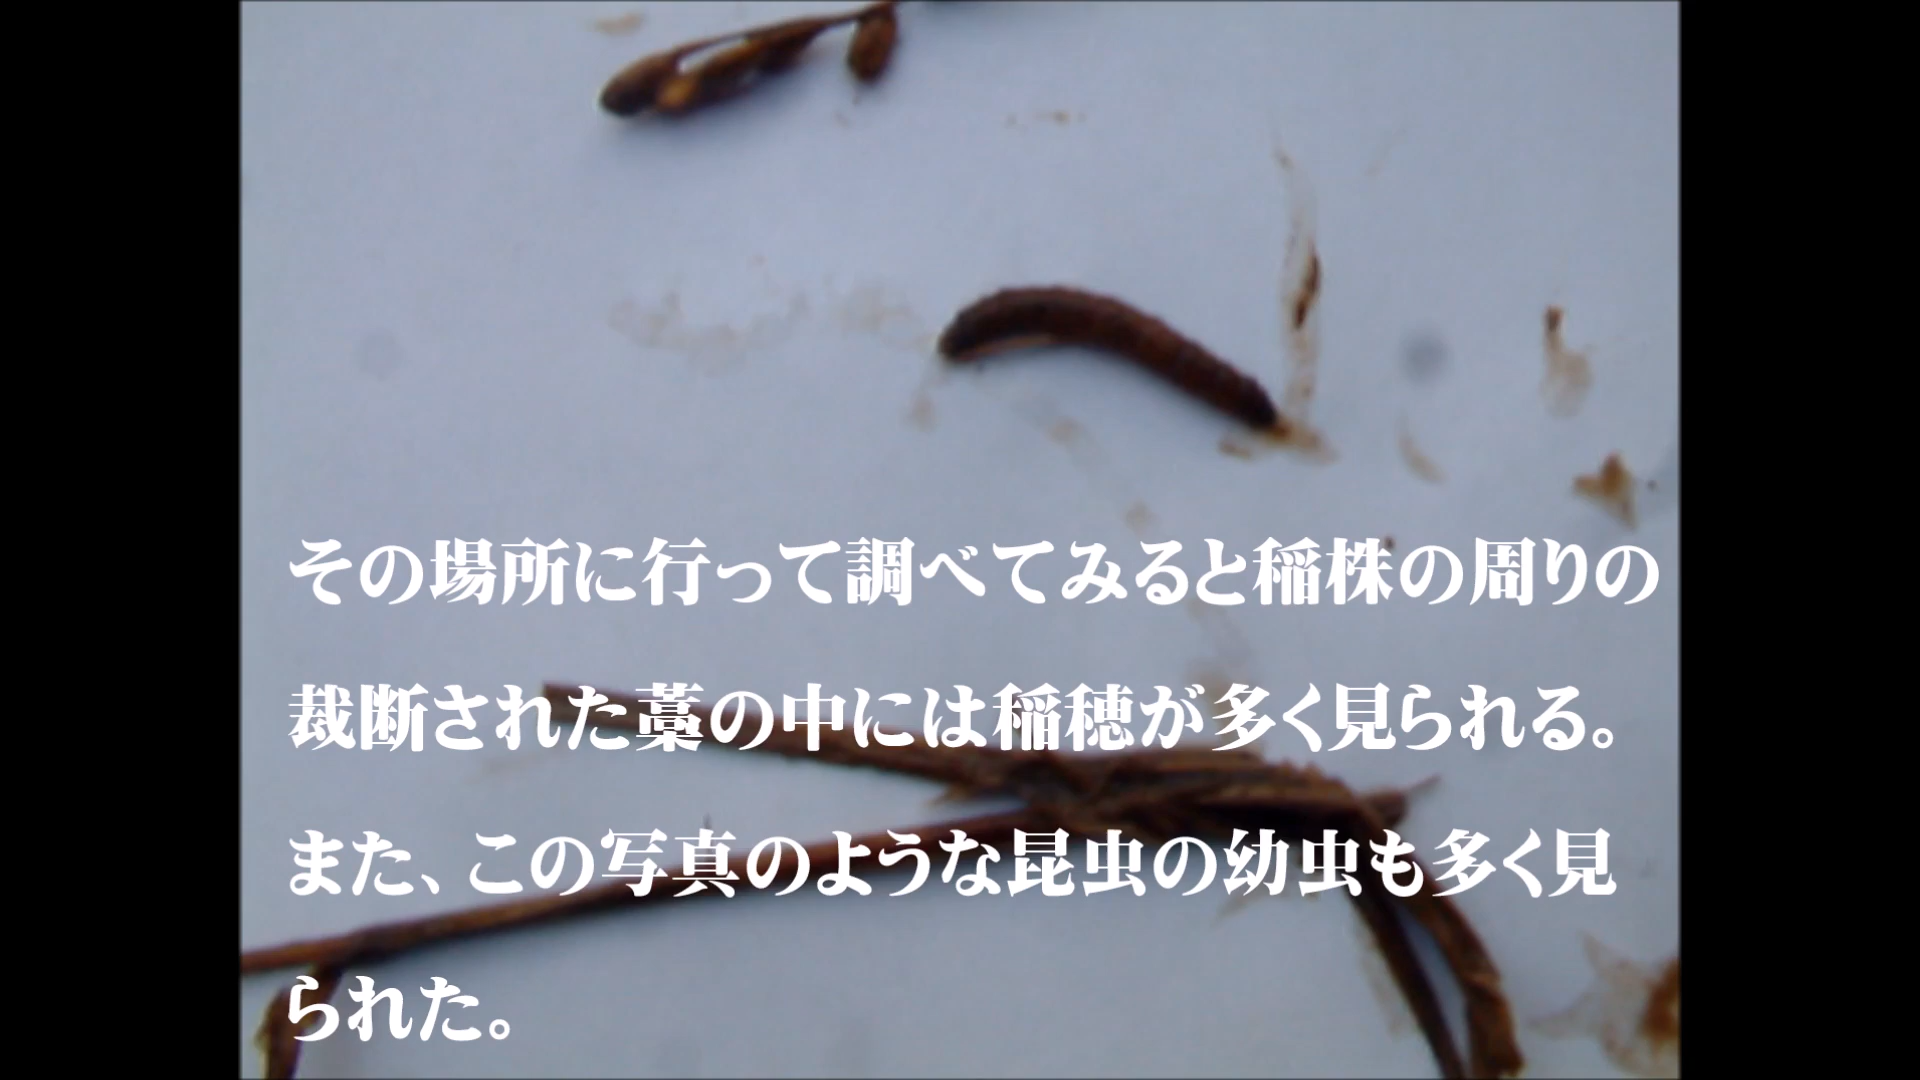 その場所に行って調べてみると稲株の周りの
裁断された藁の中には稲穂が多く見られる。
また、この写真のような昆虫の幼虫も多く見
られた。